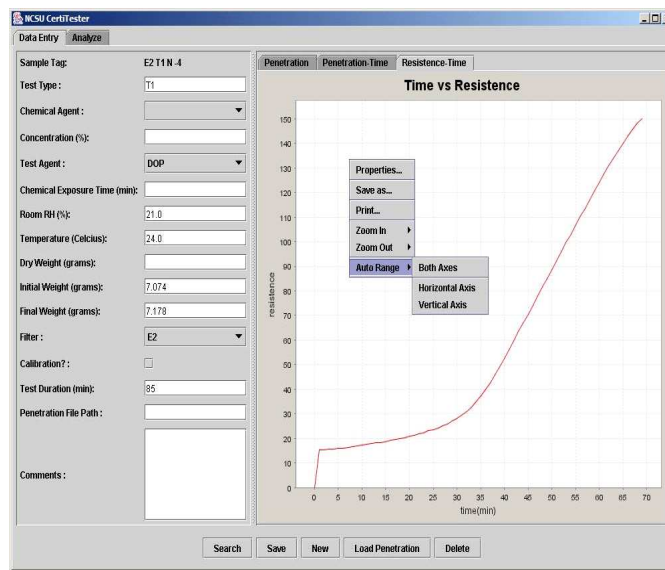 NCSU CertiTester
Data Entry Analyze
Sample Tag: E2 T1 N -4
Test Type : T1
Chemical Agent :
Concentration (%):
Test Agent : DOP
Chemical Exposure Time (min):
Room RH (%): 21.0
Temperature (Celcius): 24.0
Dry Weight (grams):
Initial Weight (grams): 7.074
Final Weight (grams): 7.178
Filter : E2
Calibration? :
Test Duration (min): 85
Penetration File Path :
Comments :
Penetration Penetration-Time Resistence-Time
Time vs Resistence
150
140
130
120
110
100
90
80
70
60
50
40
30
20
10
0
resistence
0 5 10 15 20 25 30 35 40 45 50 55 60 65 70
time(min)
Properties...
Save as...
Print...
Zoom In
Zoom Out
Auto Range
Both Axes
Horizontal Axis
Vertical Axis
Search Save New Load Penetration Delete